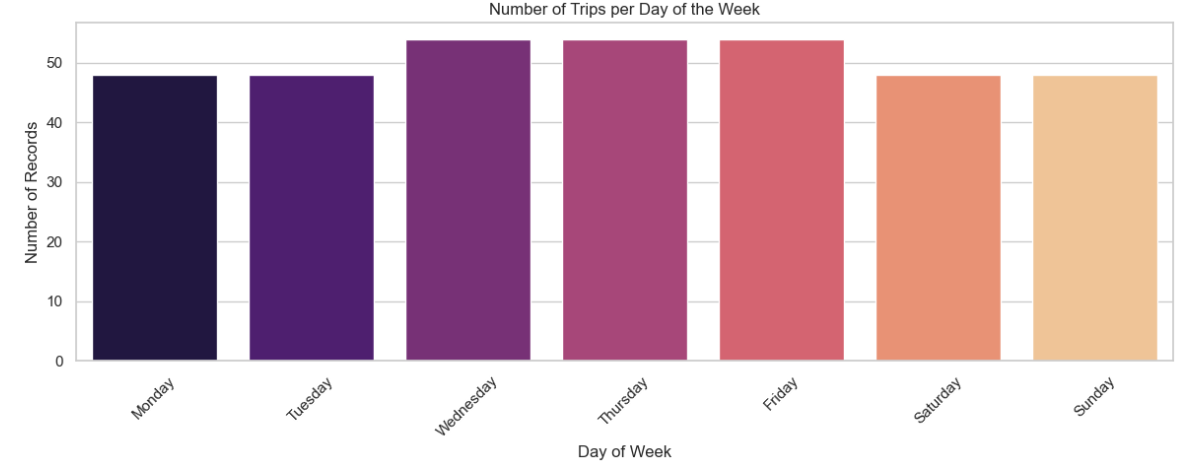 Number of Trips per Day of the Week
Number of Records
50
40
30
20
10
0
Monday
Tuesday
Wednesday
Thursday
Friday
Saturday
Sunday
Day of Week